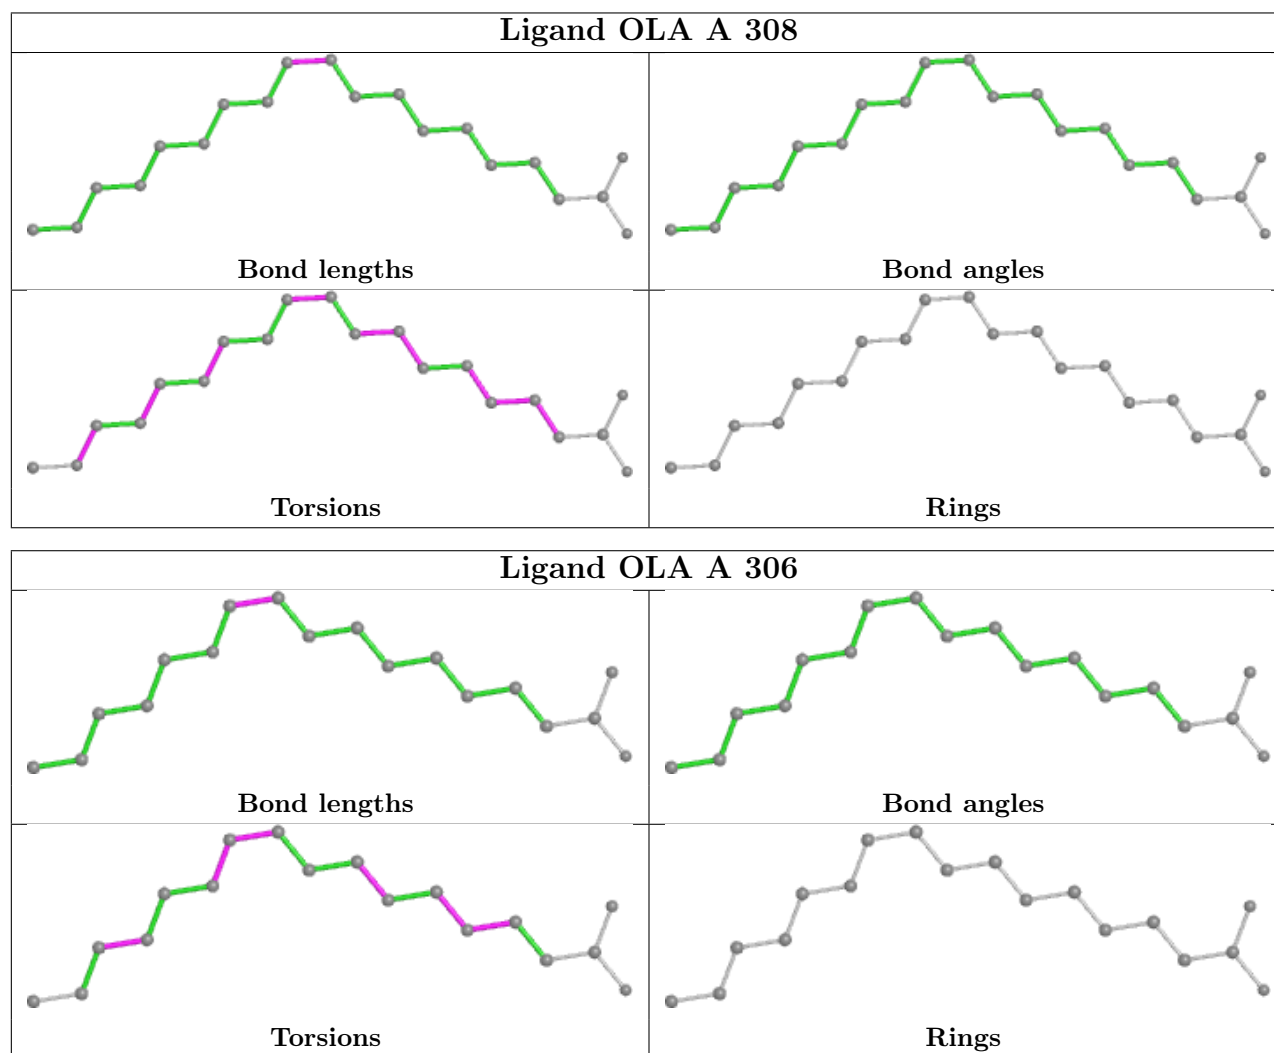 Ligand OLA A 308
Bond lengths
Bond angles
Torsions
Rings
Ligand OLA A 306
Bond lengths
Bond angles
Torsions
Rings